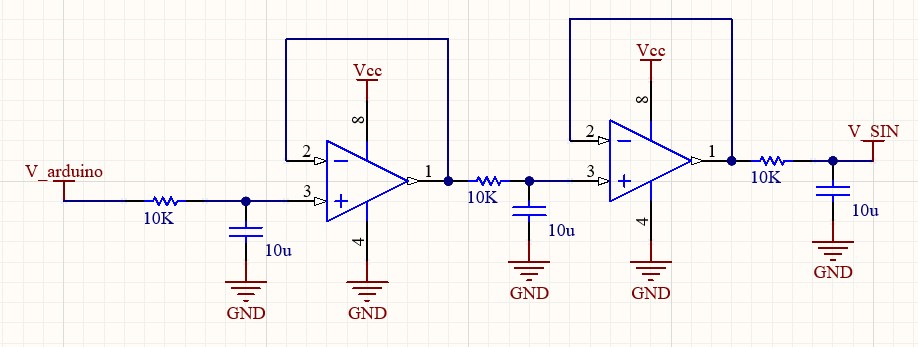 Vcc
8
2
1
V_arduino
3
10K
10u
4
GND
GND
10K
10u
GND
Vcc
8
2
1
3
4
GND
V_SIN
10K
10u
GND